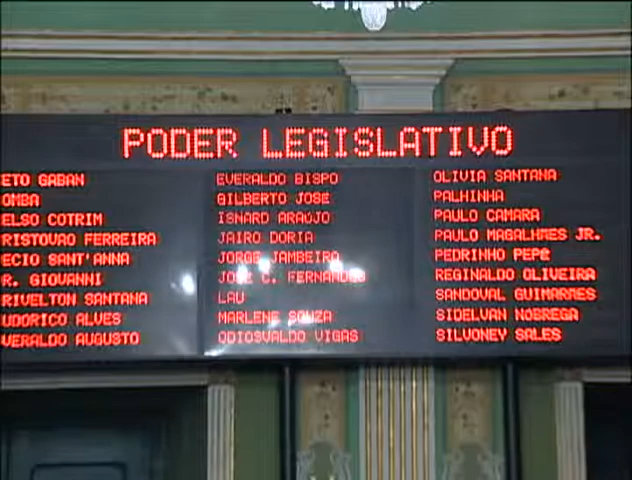 PODER LEGISLATIVO
ETO GABAN
OMBA
ELSO COTRIM
RISTOVAO FERREIRA
ECIO SANT'ANNA
R. GIOVANNI
RIVELTON SANTANA
UDORICO ALVES
VERALDO AUGUSTO
EVERALDO BISPO
GILBERTO JOSE
ISNARD ARAUJO
JAIRO DORIA
JORGE JAMBEIRO
JOSE C. FERNANDES
LAU
MARLENE SOUZA
ODIOSVALDO VIGAS
OLIVIA SANTANA
PALHINHA
PAULO CAMARA
PAULO MAGALHAES JR.
PEDRINHO PEPE
REGINALDO OLIVEIRA
SANDOVAL GUIMARAES
SIDELVAN NOBREGA
SILVONEY SALES